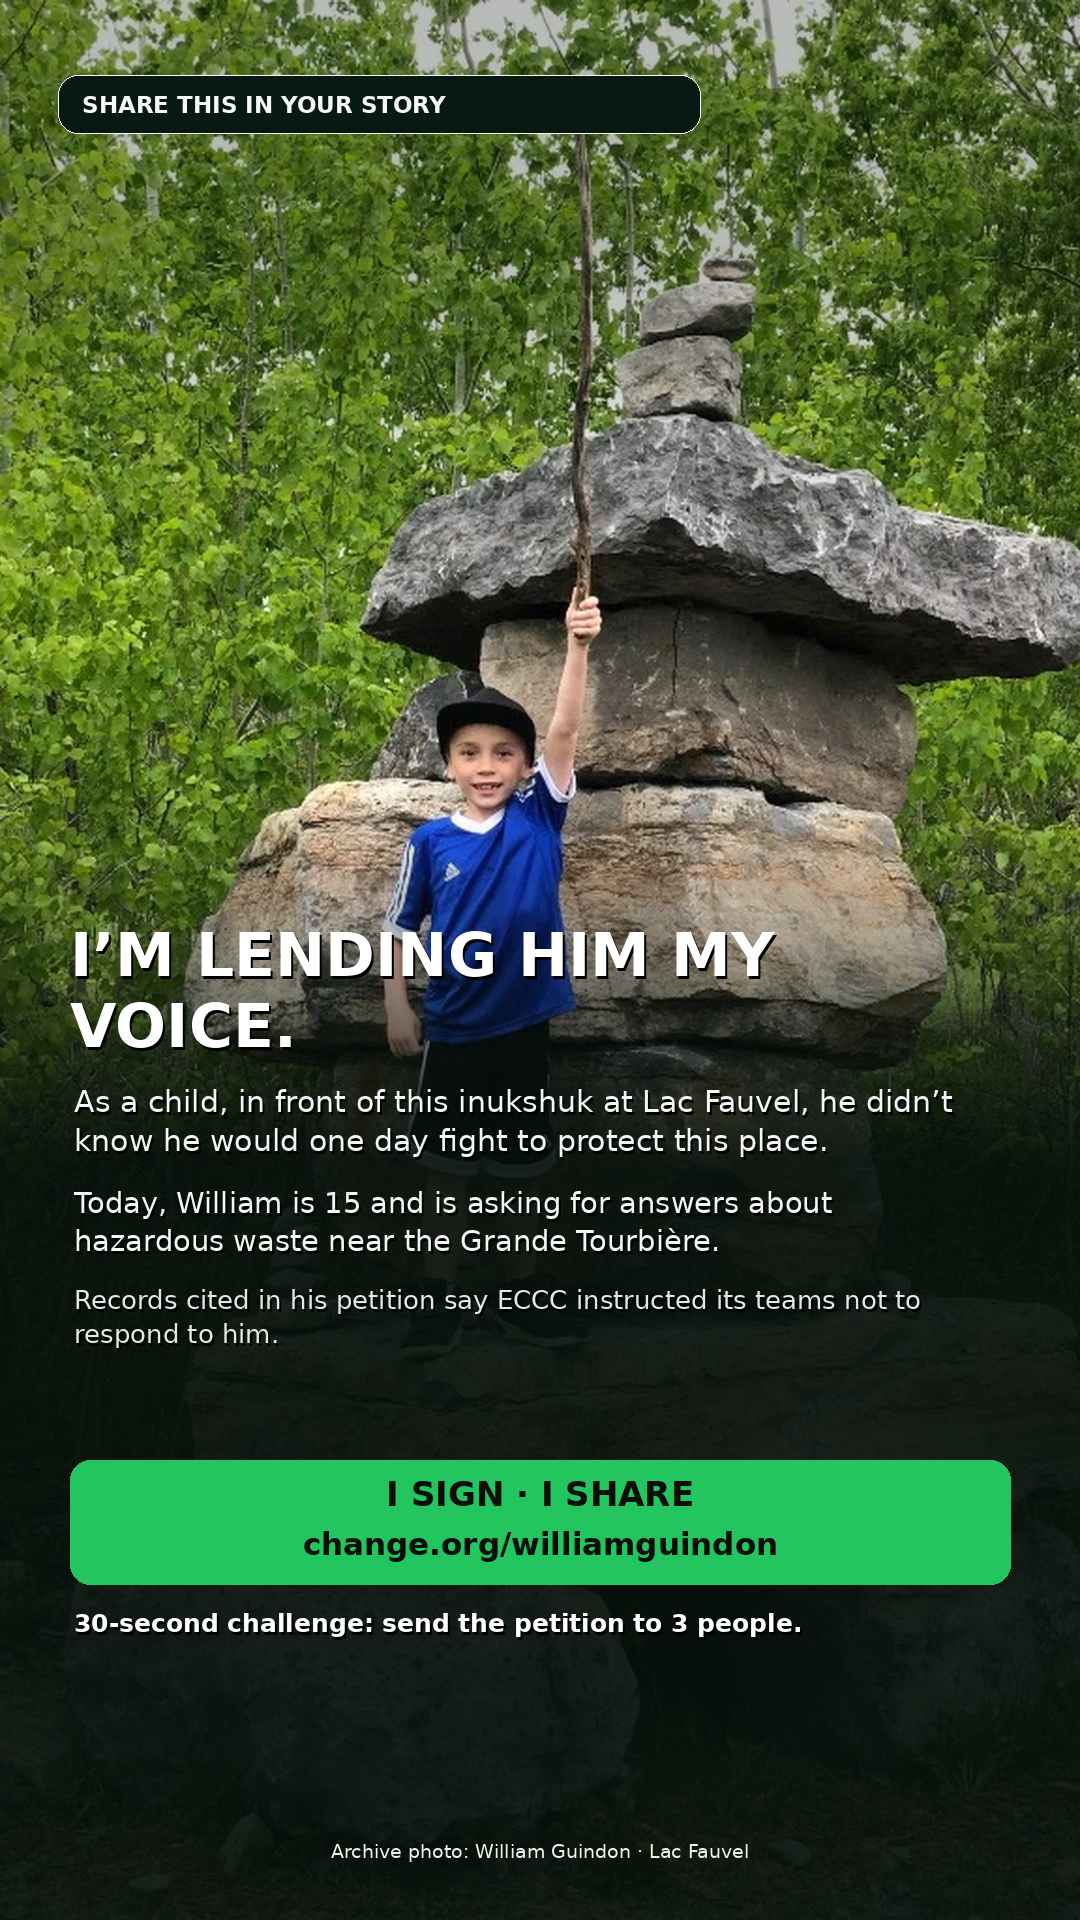 SHARE THIS IN YOUR STORY
I’M LENDING HIM MY
VOICE.
As a child, in front of this inukshuk at Lac Fauvel, he didn’t
know he would one day fight to protect this place.
Today, William is 15 and is asking for answers about
hazardous waste near the Grande Tourbière.
Records cited in his petition say ECCC instructed its teams not to
respond to him.
I SIGN · I SHARE
change.org/williamguindon
30-second challenge: send the petition to 3 people.
Archive photo: William Guindon · Lac Fauvel